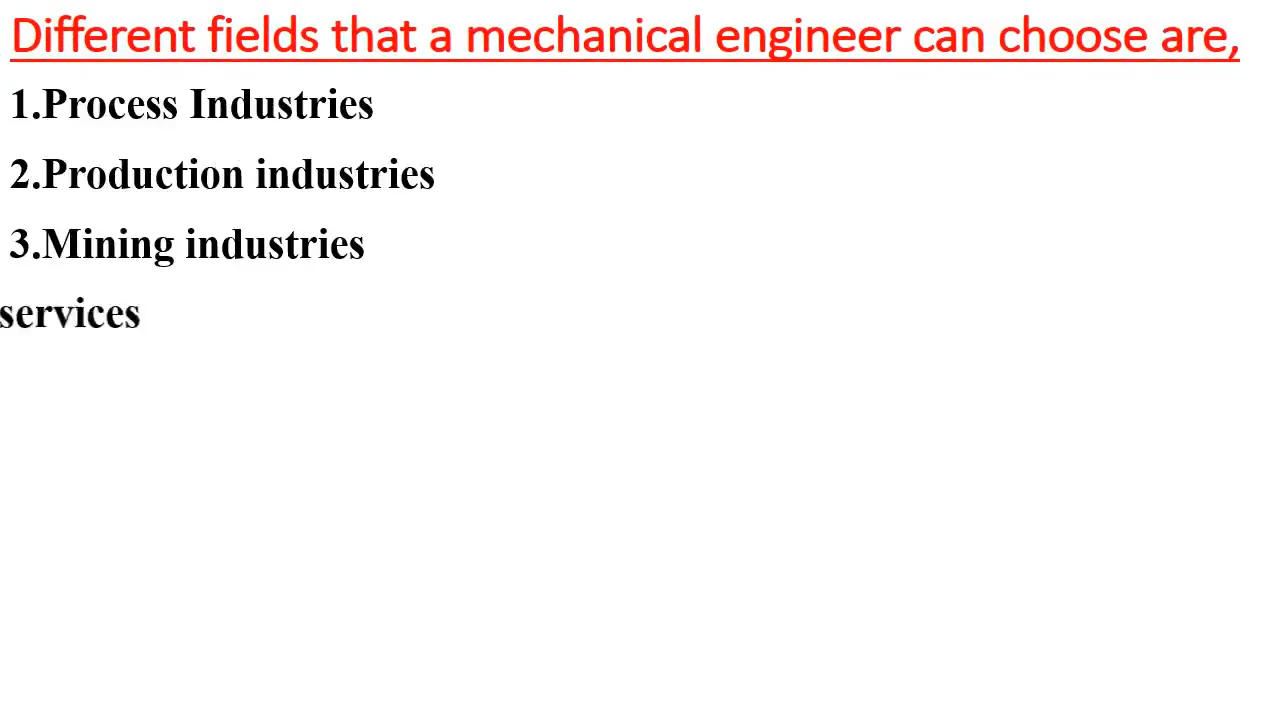 Different fields that a mechanical engineer can choose are,
1.Process Industries
2.Production industries
3.Mining industries
services